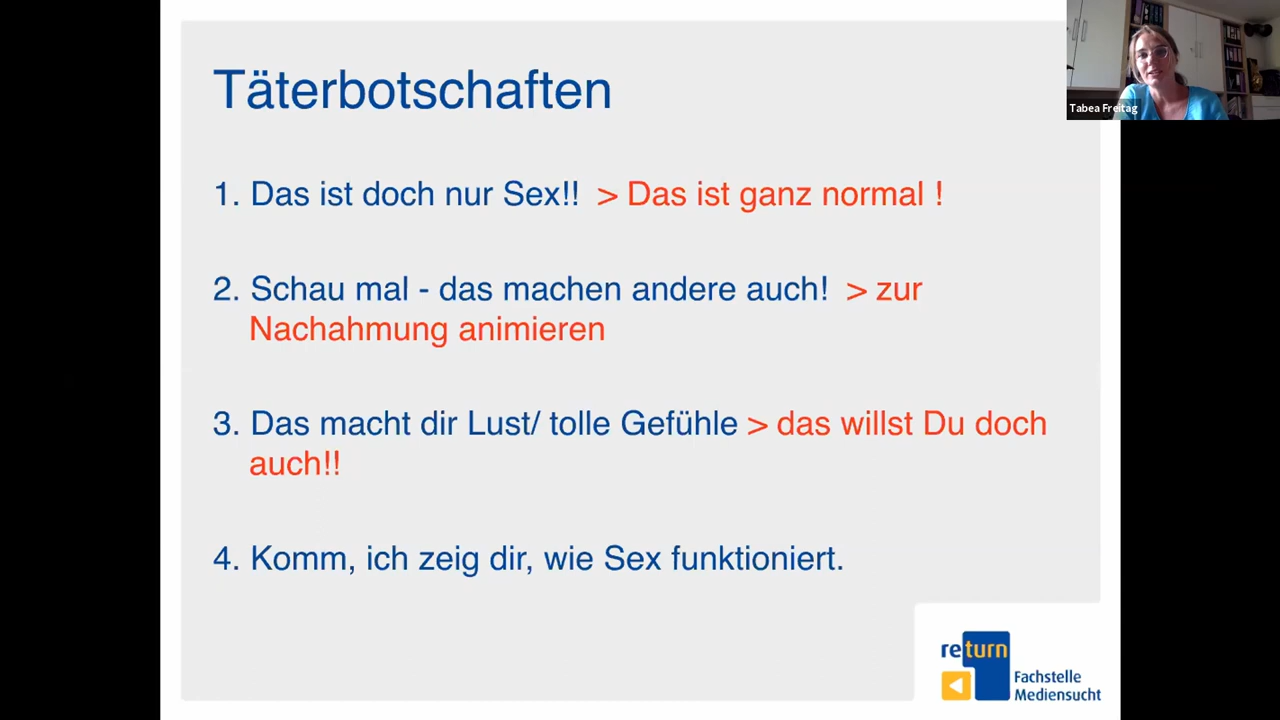 Täterbotschaften
Tabea Freitag
1. Das ist doch nur Sex!! > Das ist ganz normal !
2. Schau mal - das machen andere auch! > zur
Nachahmung animieren
3. Das macht dir Lust/ tolle Gefühle > das willst Du doch
auch!!
4. Komm, ich zeig dir, wie Sex funktioniert.
return
Fachstelle
Mediensucht